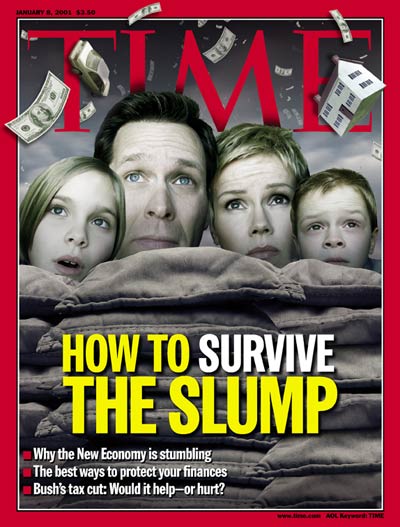 JANUARY 8, 2001 $3.50
TIME
HOW TO SURVIVE
THE SLUMP
Why the New Economy is stumbling
The best ways to protect your finances
Bush's tax cut: Would it help—or hurt?
www.time.com AOL Keyword: TIME